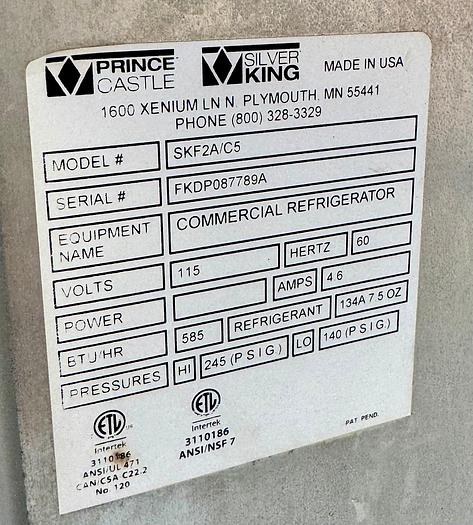 PRINCE CASTLE SILVER KING MADE IN USA
1600 XENIUM LN N. PLYMOUTH, MN 55441
PHONE (800) 328-3329
MODEL # SKF2A/C5
SERIAL # FKDP087789A
EQUIPMENT NAME COMMERCIAL REFRIGERATOR
VOLTS 115 HERTZ 60
POWER AMPS 4.6
BTU/HR 585 REFRIGERANT 134A 7.5 OZ
PRESSURES HI 245 (P.S.I.G.) LO 140 (P.S.I.G.)
ETL
Intertek
3110186
ANSI/UL 471
CAN/CSA C22.2
No. 120
ETL
Intertek
3110186
ANSI/NSF 7
PAT. PEND.